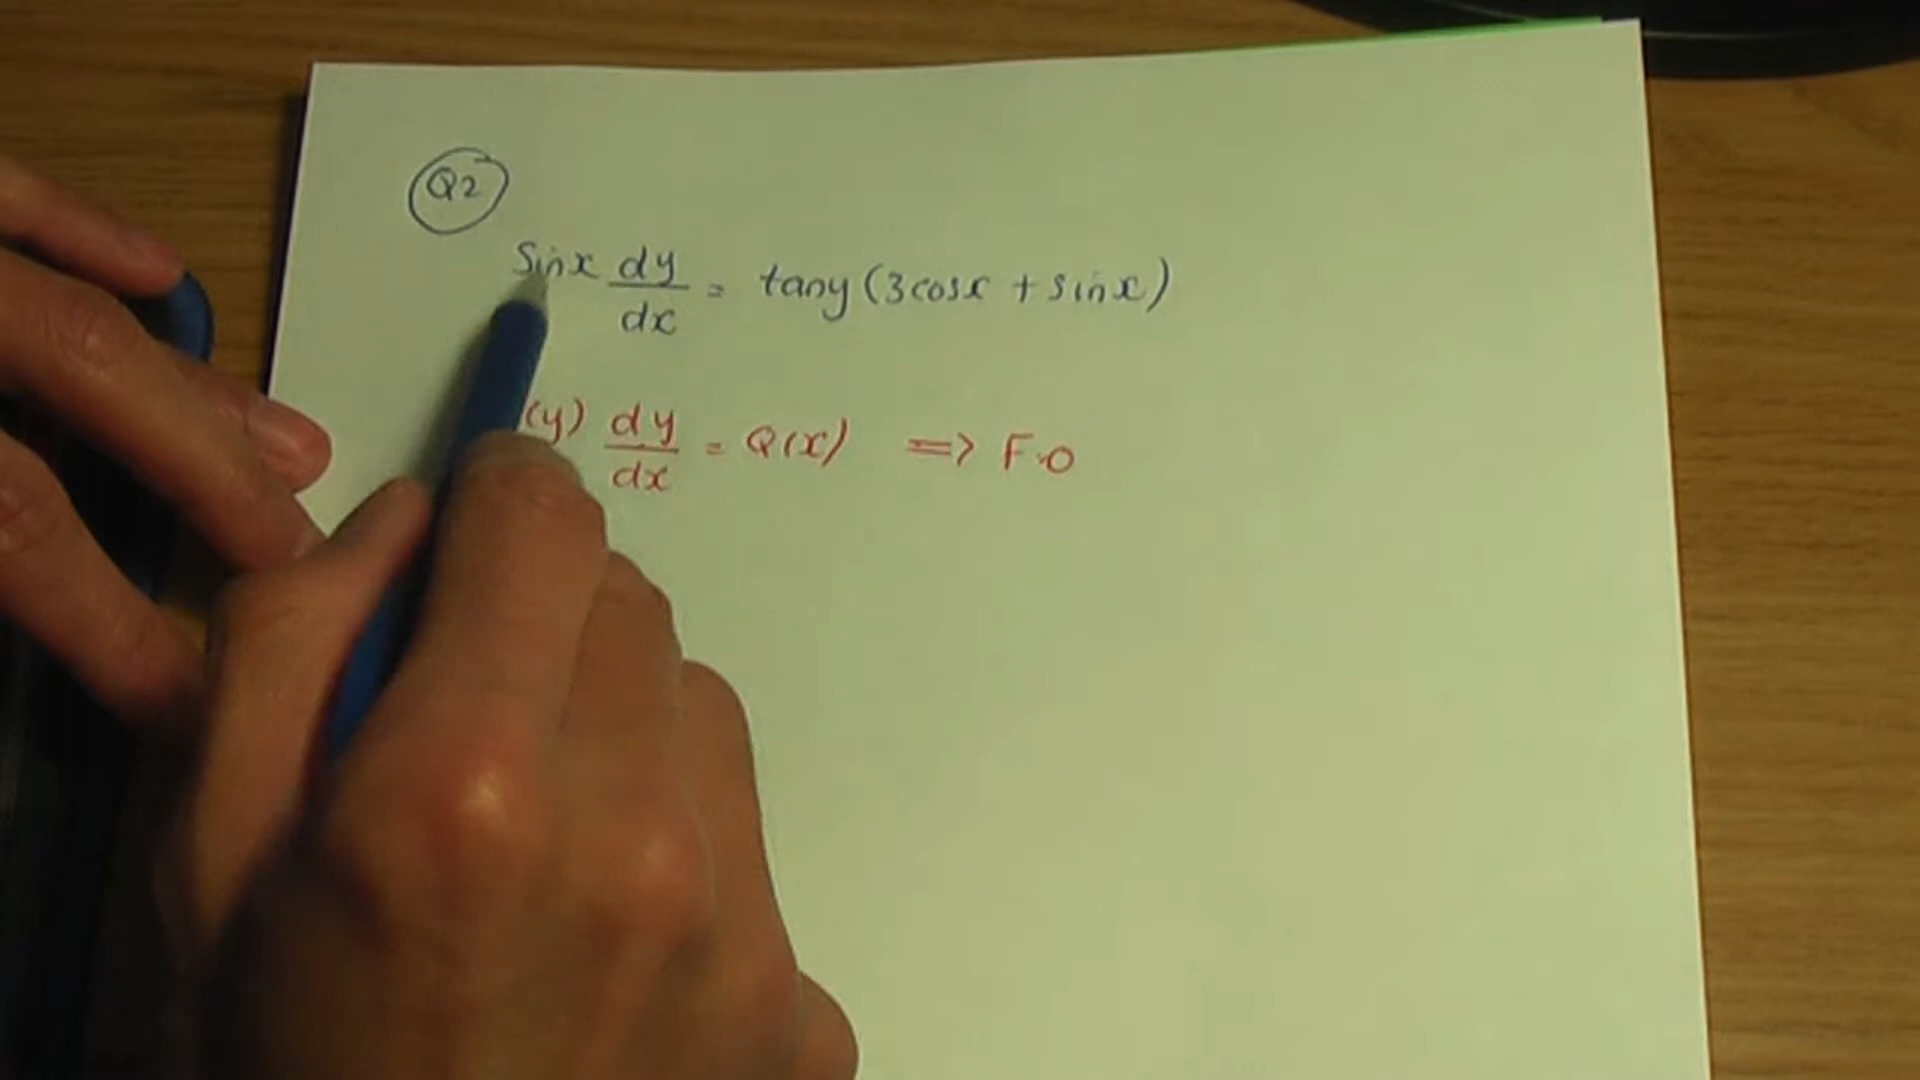 Q2
Sinx dy/dx = tany (3cosx + sinx)
(y) dy/dx = Q(x) => F.O